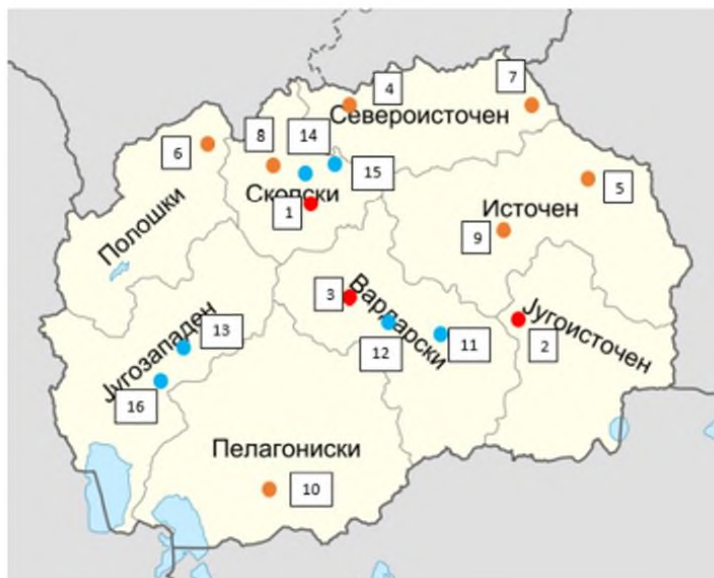 7
4
Североисточен
8
14
6
15
5
Скопски
1
Источен
9
Полошки
3
Вардарски
13
11
Југоисточен
2
12
Југозападен
16
Пелагониски
10